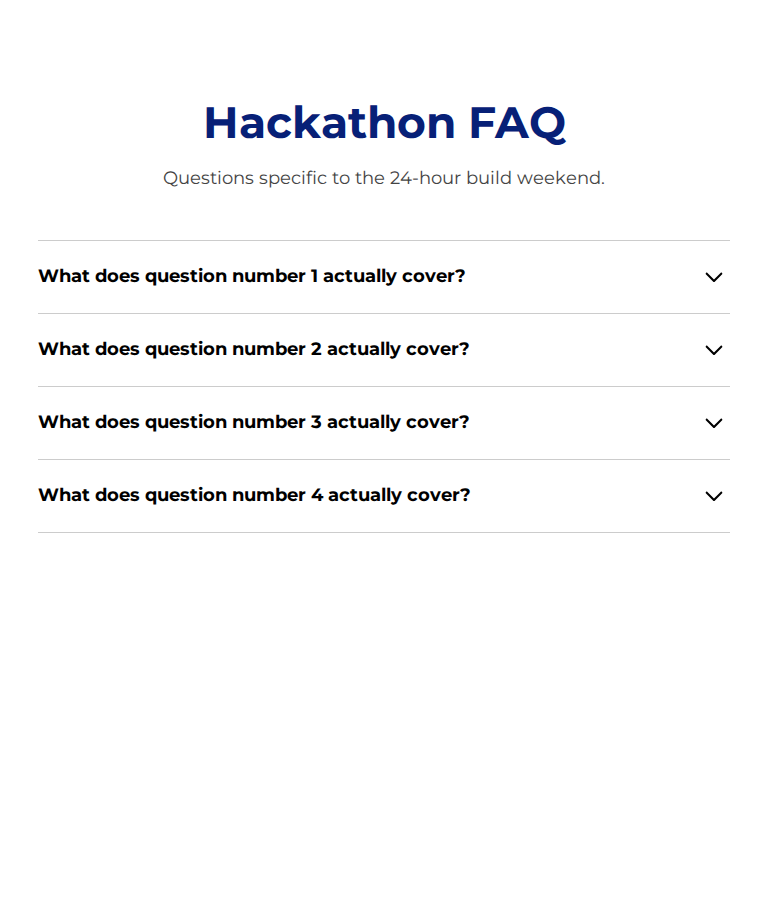 Hackathon FAQ
Questions specific to the 24-hour build weekend.
What does question number 1 actually cover?
What does question number 2 actually cover?
What does question number 3 actually cover?
What does question number 4 actually cover?